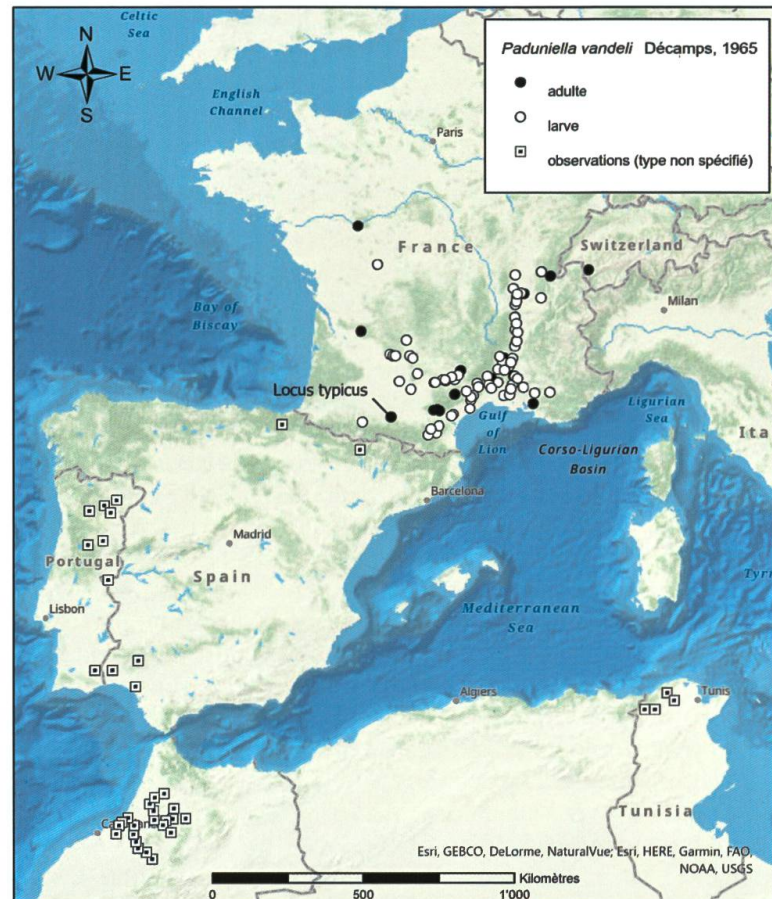 Celtic
Sea
N
W E
S
English
Channel
Paduniella vandeli Décamps, 1965
adulte
larve
observations (type non spécifié)
Paris
France
Switzerland
Milan
Bay of
Biscay
Locus typicus
Gulf
of
Lion
Ligurian
Sea
Ita
Corso-Ligurian
Basin
Barcelona
Madrid
Portugal
Spain
Lisbon
Mediterranean
Sea
Tyrr
Algiers
Tunis
Tunisia
Esri, GEBCO, DeLorme, NaturalVue; Esri, HERE, Garmin, FAO,
NOAA, USGS
Kilomètres
0 500 1'000